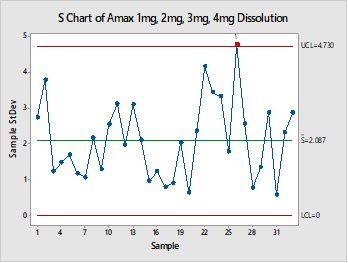 S Chart of Amax 1mg, 2mg, 3mg, 4mg Dissolution
Sample StDev
5
4
3
2
1
0
1
UCL=4.730
S=2.087
LCL=0
1 4 7 10 13 16 19 22 25 28 31
Sample